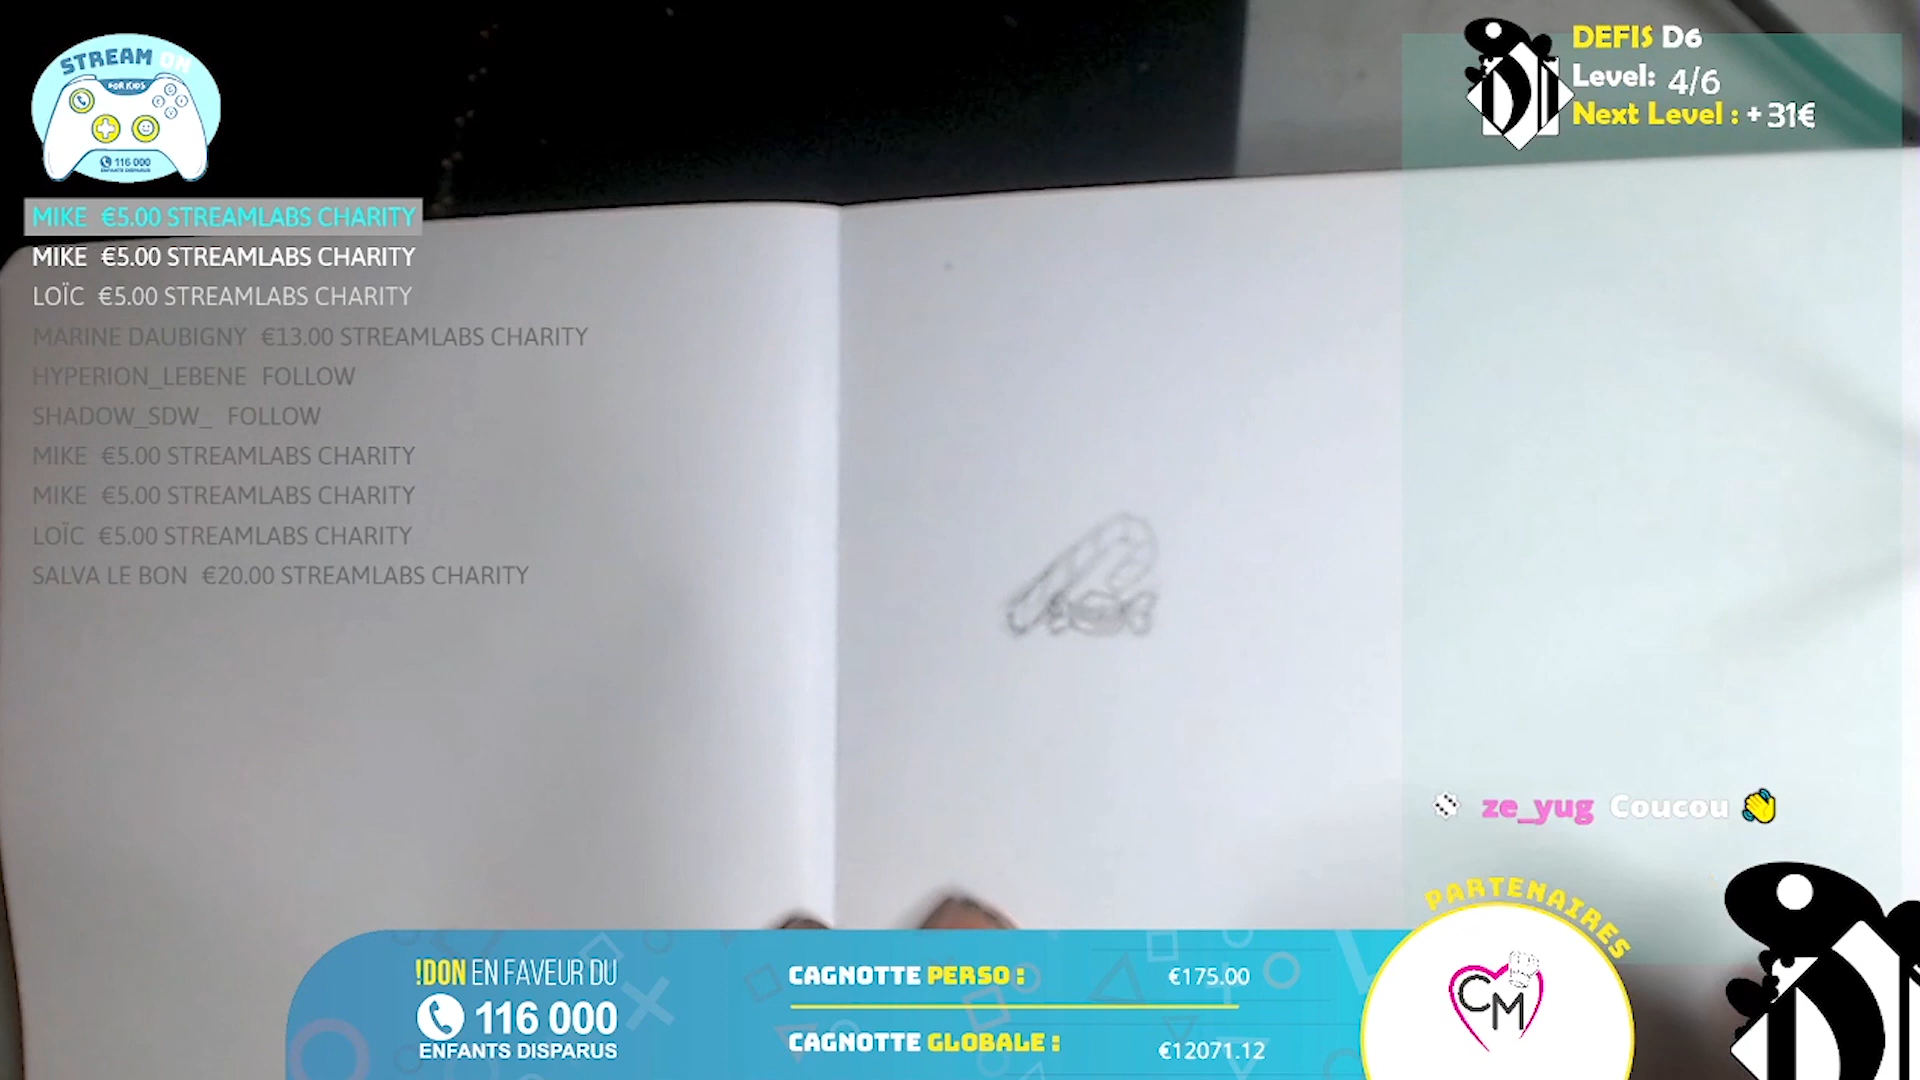 STREAM ON
FOR KIDS
116 000
ENFANTS DISPARUS
MIKE €5.00 STREAMLABS CHARITY
MIKE €5.00 STREAMLABS CHARITY
LOÏC €5.00 STREAMLABS CHARITY
MARINE DAUBIGNY €13.00 STREAMLABS CHARITY
HYPERION_LEBENE FOLLOW
SHADOW_SDW_ FOLLOW
MIKE €5.00 STREAMLABS CHARITY
MIKE €5.00 STREAMLABS CHARITY
LOÏC €5.00 STREAMLABS CHARITY
SALVA LE BON €20.00 STREAMLABS CHARITY
DEFIS D6
Level: 4/6
Next Level : + 31€
ze_yug Coucou 👋
!DON EN FAVEUR DU
116 000
ENFANTS DISPARUS
CAGNOTTE PERSO : €175.00
CAGNOTTE GLOBALE : €12071.12
PARTENAIRES
CM